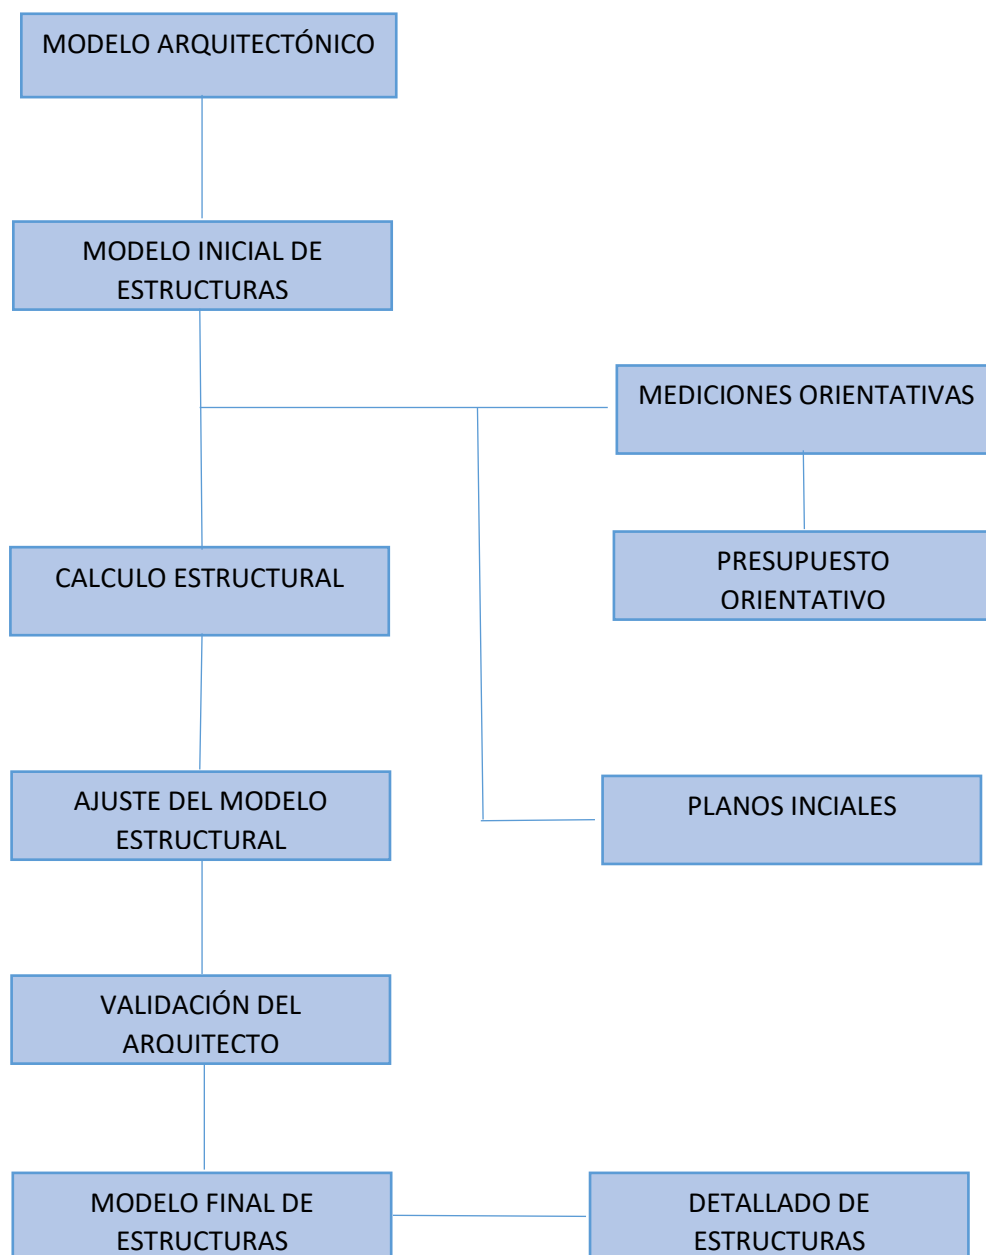 MODELO ARQUITECTÓNICO
MODELO INICIAL DE
ESTRUCTURAS
MEDICIONES ORIENTATIVAS
PRESUPUESTO
ORIENTATIVO
CALCULO ESTRUCTURAL
AJUSTE DEL MODELO
ESTRUCTURAL
PLANOS INCIALES
VALIDACIÓN DEL
ARQUITECTO
MODELO FINAL DE
ESTRUCTURAS
DETALLADO DE
ESTRUCTURAS